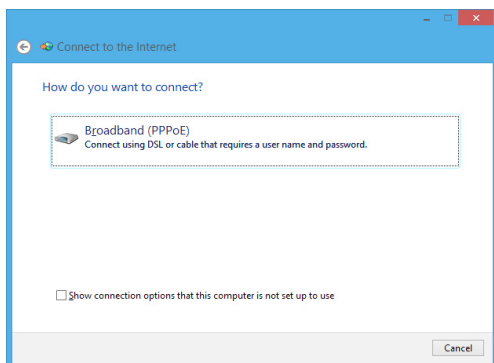 Connect to the Internet
How do you want to connect?
Broadband (PPPoE)
Connect using DSL or cable that requires a user name and password.
Show connection options that this computer is not set up to use
Cancel